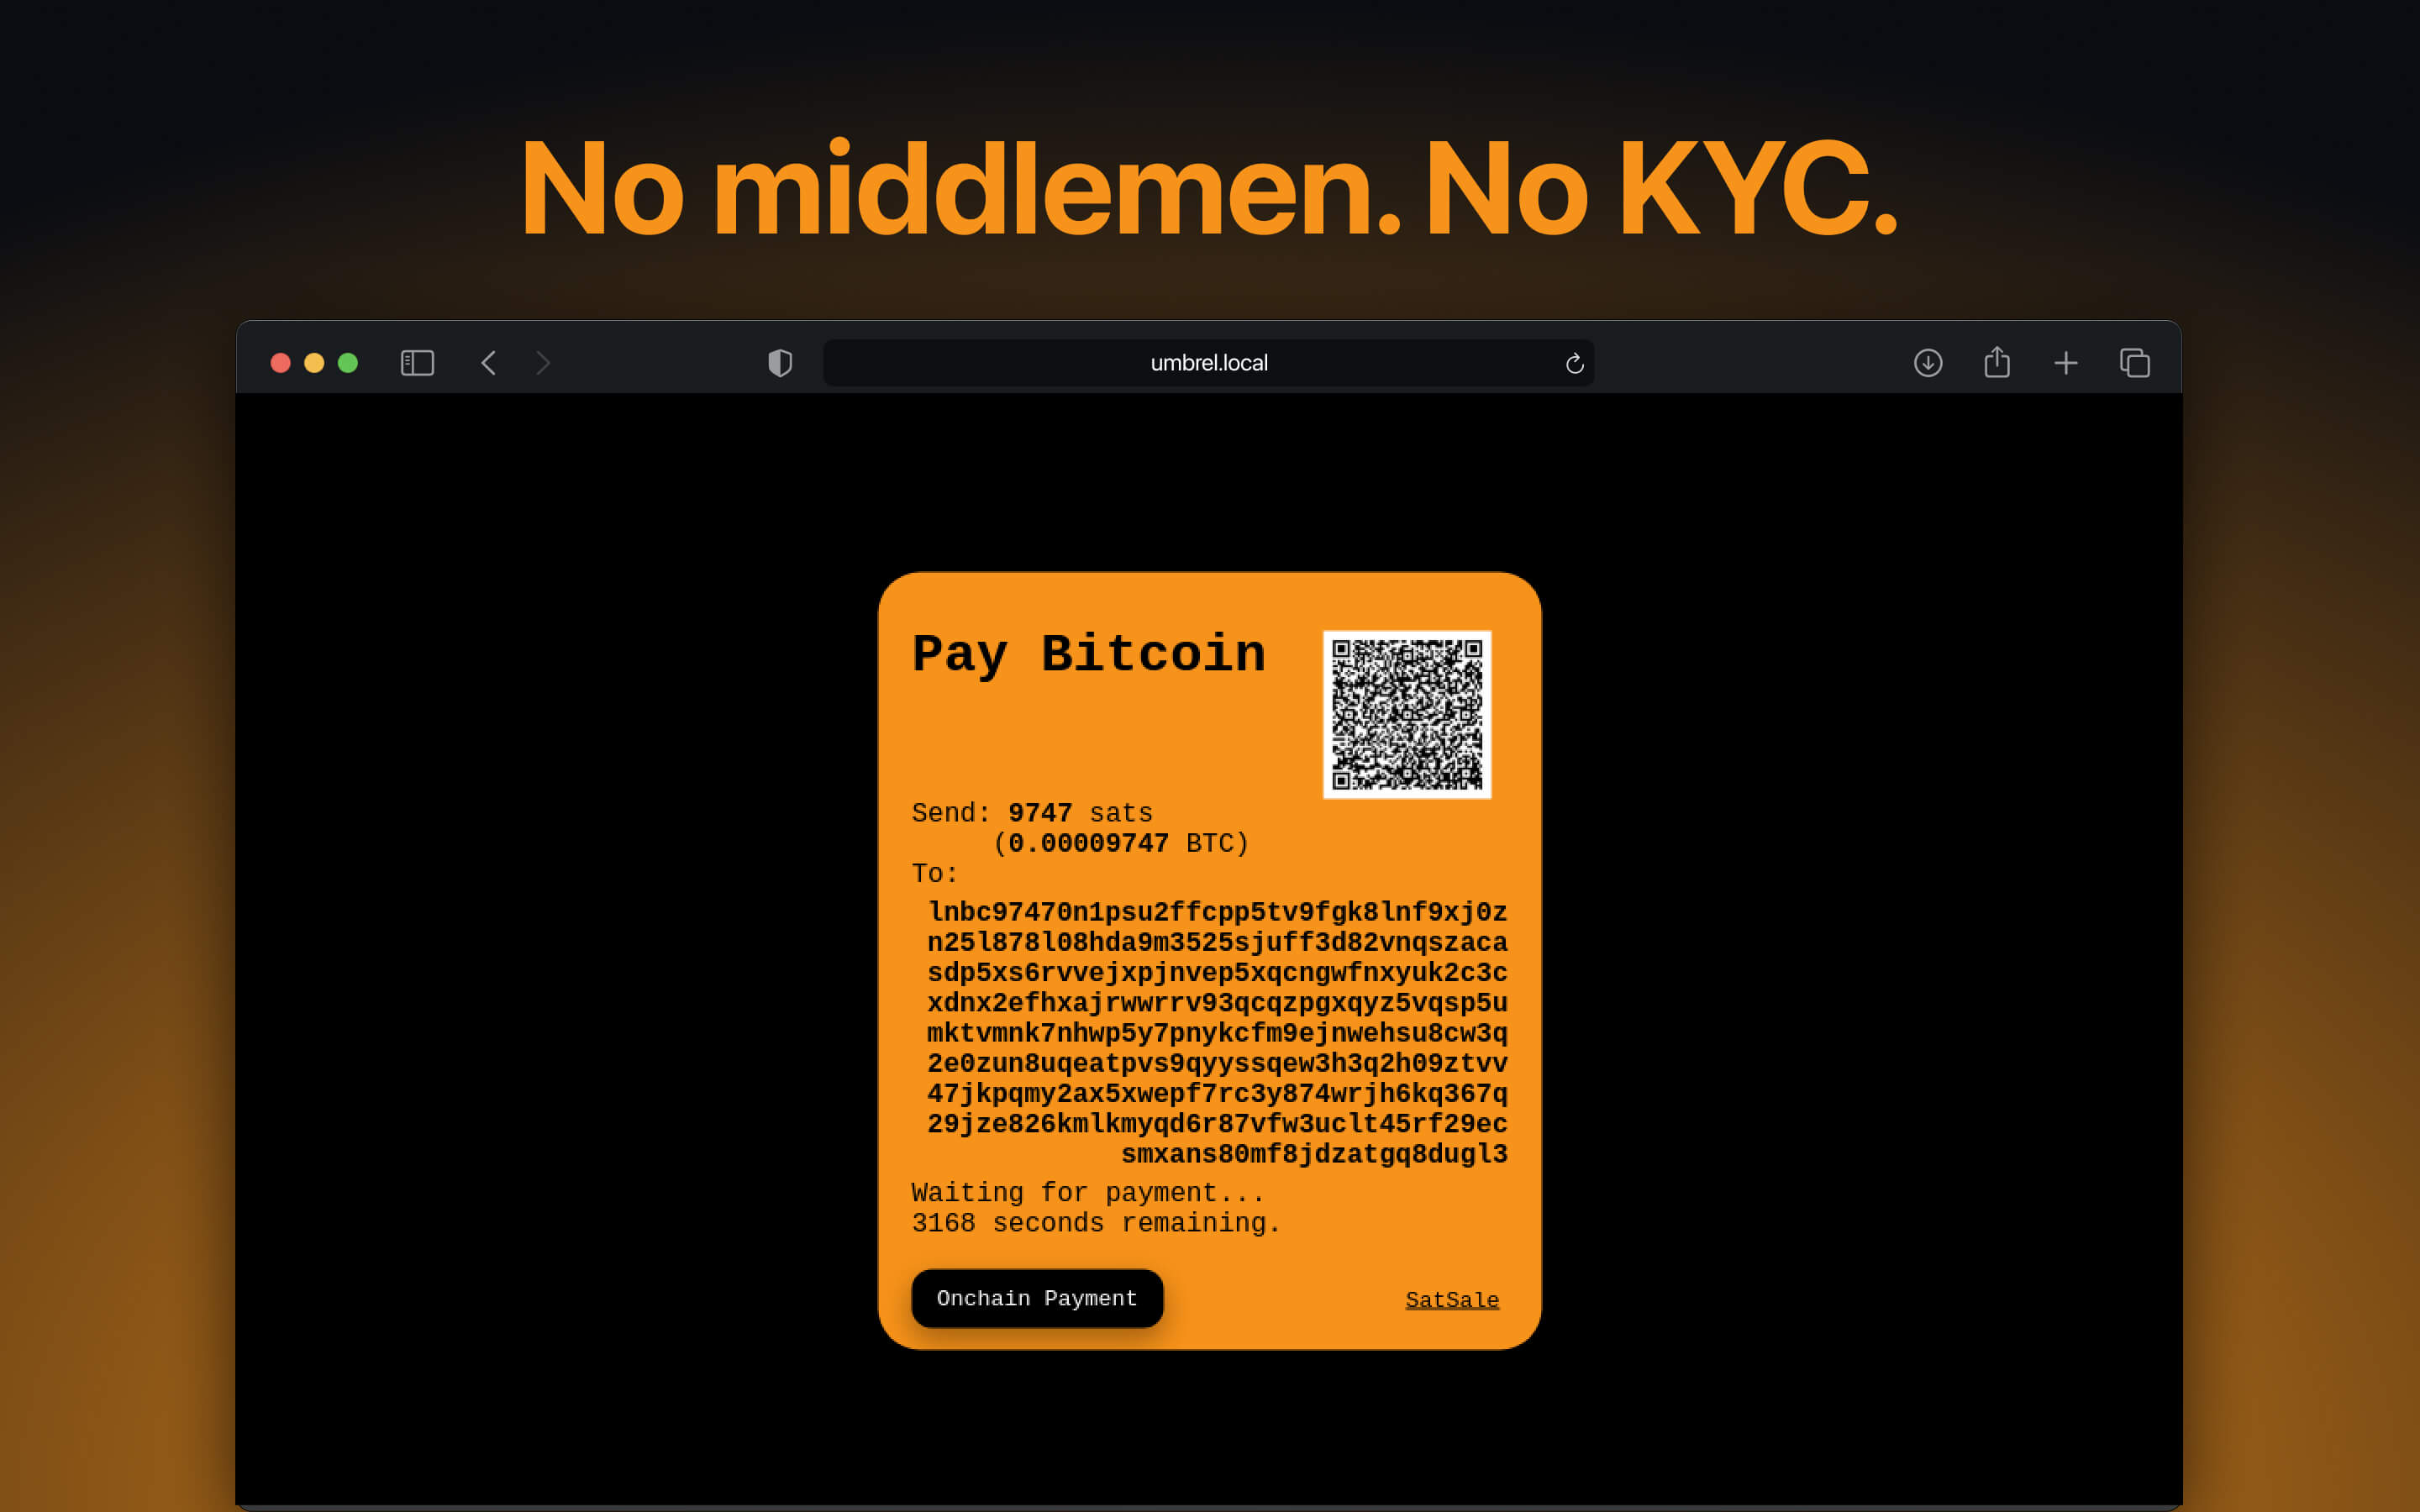 No middlemen. No KYC.
umbrel.local
Pay Bitcoin
Send: 9747 sats
(0.00009747 BTC)
To:
lnbc97470n1psu2ffcpp5tv9fgk8lnf9xj0z
n25l878l08hda9m3525sjuff3d82vnqszaca
sdp5xs6rvvejxpjnvep5xqcngwfnxyuk2c3c
xdnx2efhxajrwwrrv93qcqzpgxqyz5vqsp5u
mktvmnk7nhwp5y7pnykcfm9ejnwehsu8cw3q
2e0zun8uqeatpvs9qyyssqew3h3q2h09ztvv
47jkpqmy2ax5xwepf7rc3y874wrjh6kq367q
29jze826kmlkmyqd6r87vfw3uclt45rf29ec
smxans80mf8jdzatgq8dugl3
Waiting for payment...
3168 seconds remaining.
Onchain Payment
SatSale